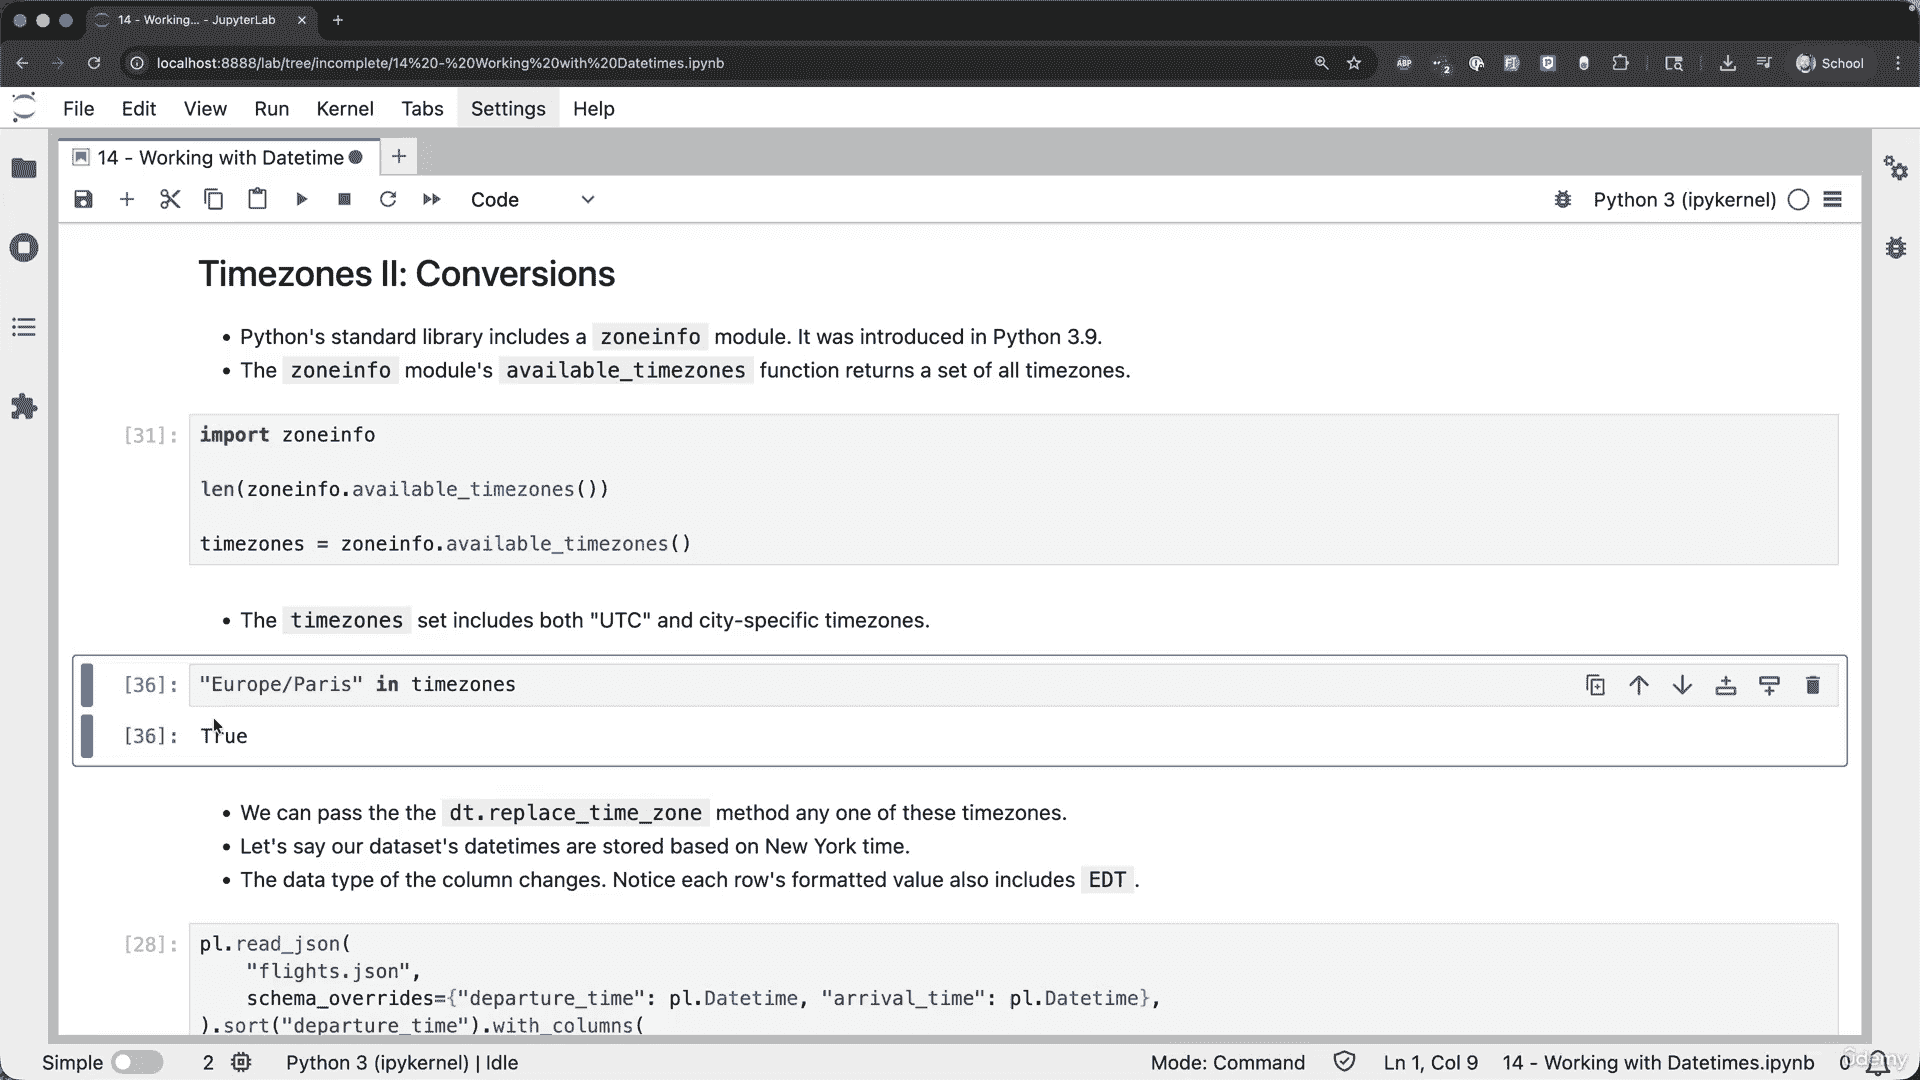 14 - Working... - JupyterLab
localhost:8888/lab/tree/incomplete/14%20-%20Working%20with%20Datetimes.ipynb
ABP
2
School
File Edit View Run Kernel Tabs Settings Help
14 - Working with Datetime
Code
Python 3 (ipykernel)
Timezones II: Conversions
• Python's standard library includes a zoneinfo module. It was introduced in Python 3.9.
• The zoneinfo module's available_timezones function returns a set of all timezones.
[31]: import zoneinfo
len(zoneinfo.available_timezones())
timezones = zoneinfo.available_timezones()
• The timezones set includes both "UTC" and city-specific timezones.
[36]: "Europe/Paris" in timezones
[36]: True
• We can pass the the dt.replace_time_zone method any one of these timezones.
• Let's say our dataset's datetimes are stored based on New York time.
• The data type of the column changes. Notice each row's formatted value also includes EDT.
[28]: pl.read_json(
"flights.json",
schema_overrides={"departure_time": pl.Datetime, "arrival_time": pl.Datetime},
).sort("departure_time").with_columns(
Simple 2 Python 3 (ipykernel) | Idle Mode: Command Ln 1, Col 9 14 - Working with Datetimes.ipynb 0
udemy